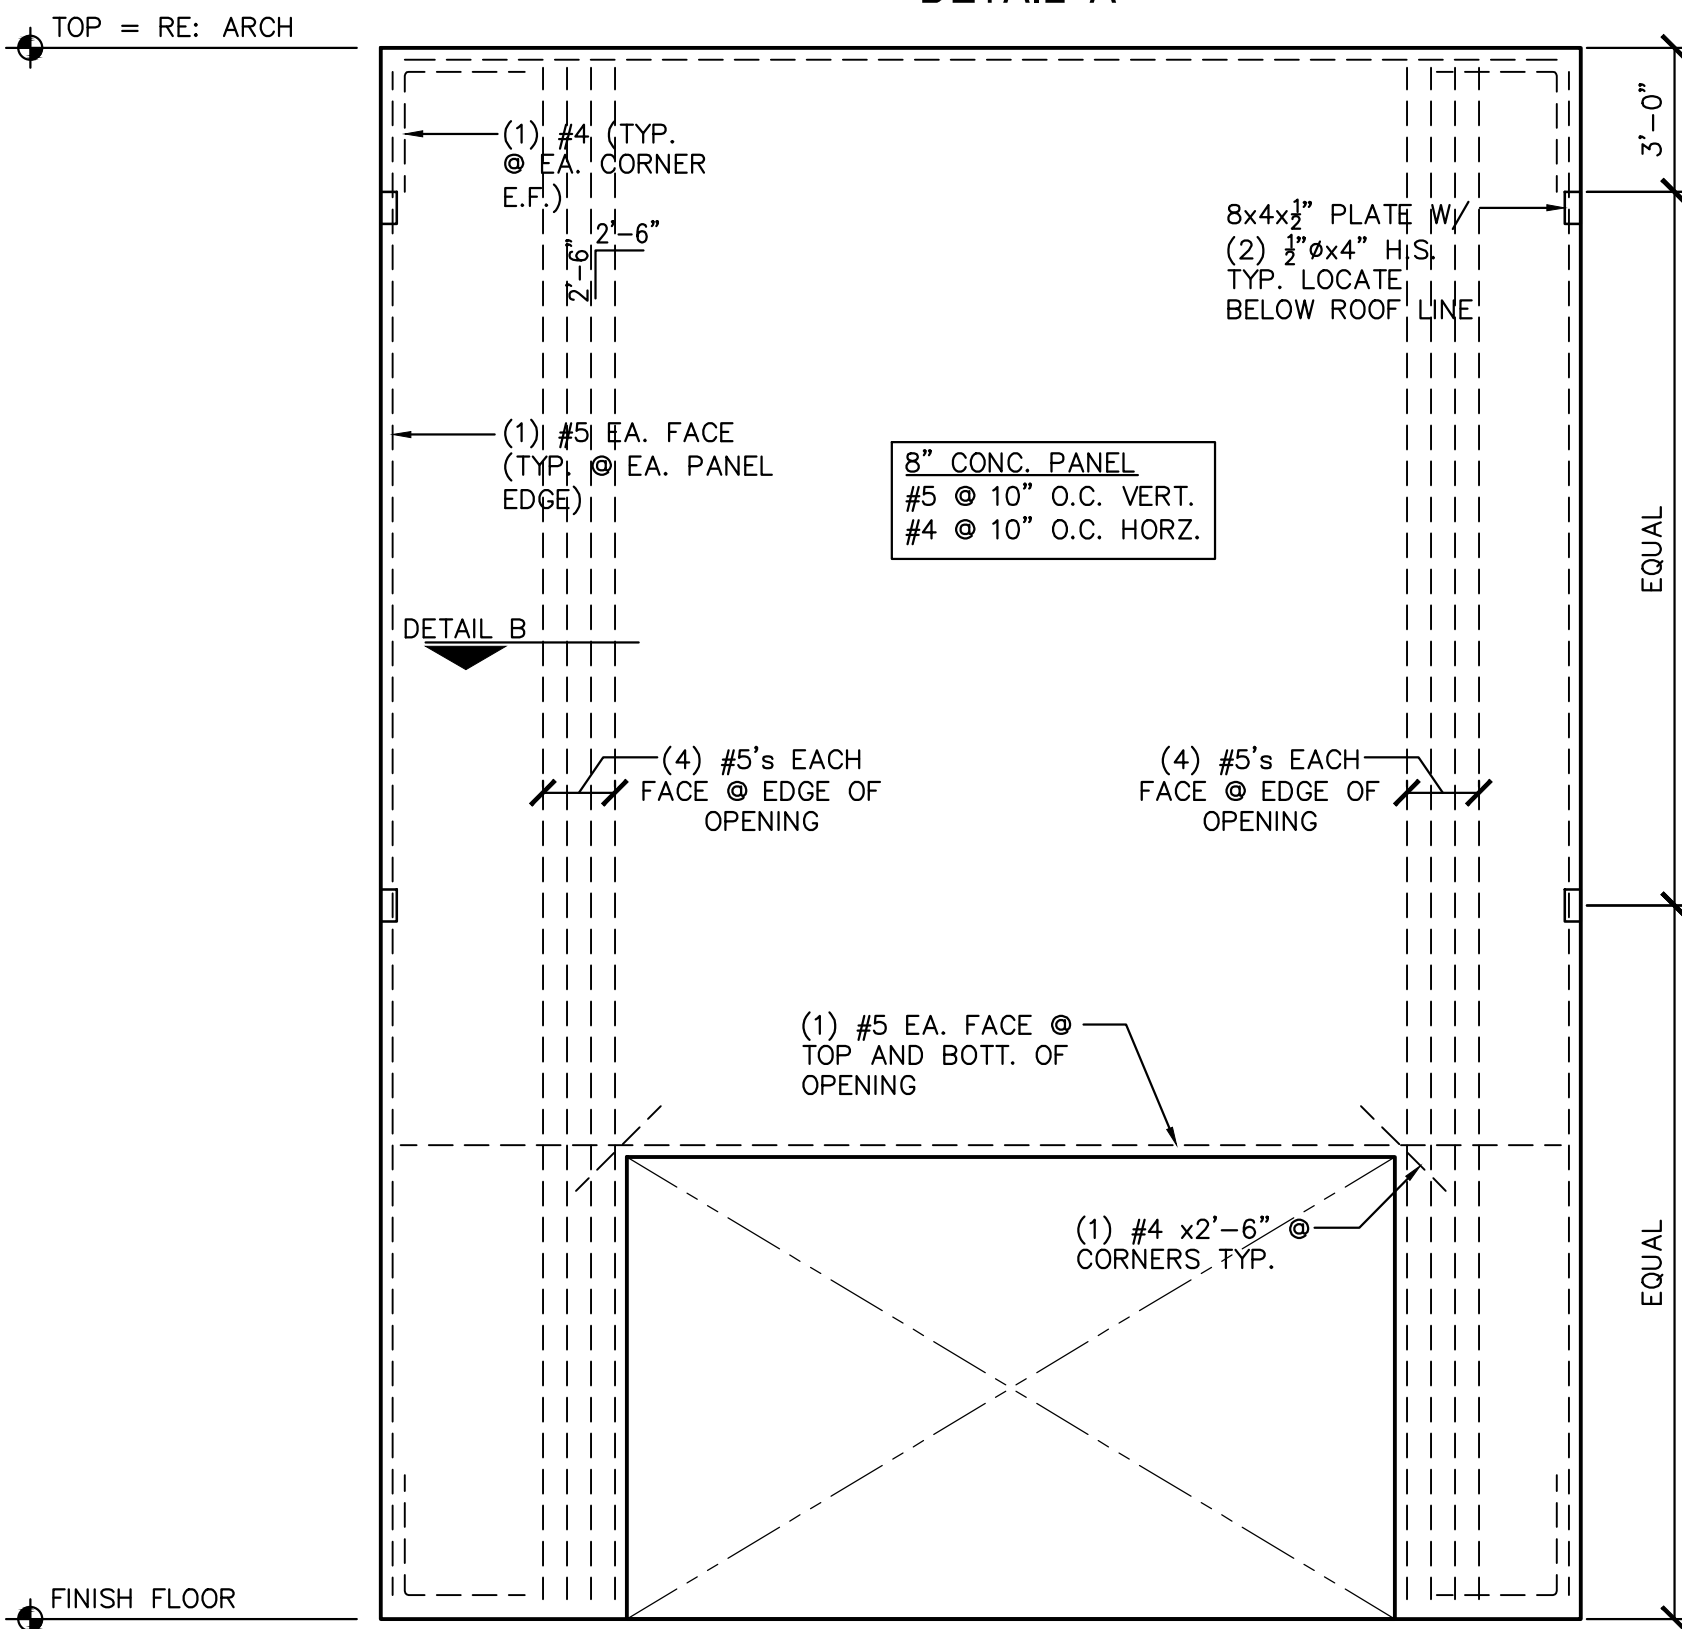 DETAIL A
TOP = RE: ARCH
3'-0"
(1) #4 (TYP.
@ EA. CORNER
E.F.)
2'-6"
2'-6"
8x4x½" PLATE W/
(2) ½"øx4" H.S.
TYP. LOCATE
BELOW ROOF LINE
(1) #5 EA. FACE
(TYP. @ EA. PANEL
EDGE)
8" CONC. PANEL
#5 @ 10" O.C. VERT.
#4 @ 10" O.C. HORZ.
EQUAL
DETAIL B
(4) #5's EACH
FACE @ EDGE OF
OPENING
(4) #5's EACH
FACE @ EDGE OF
OPENING
(1) #5 EA. FACE @
TOP AND BOTT. OF
OPENING
(1) #4 x2'-6" @
CORNERS TYP.
EQUAL
FINISH FLOOR